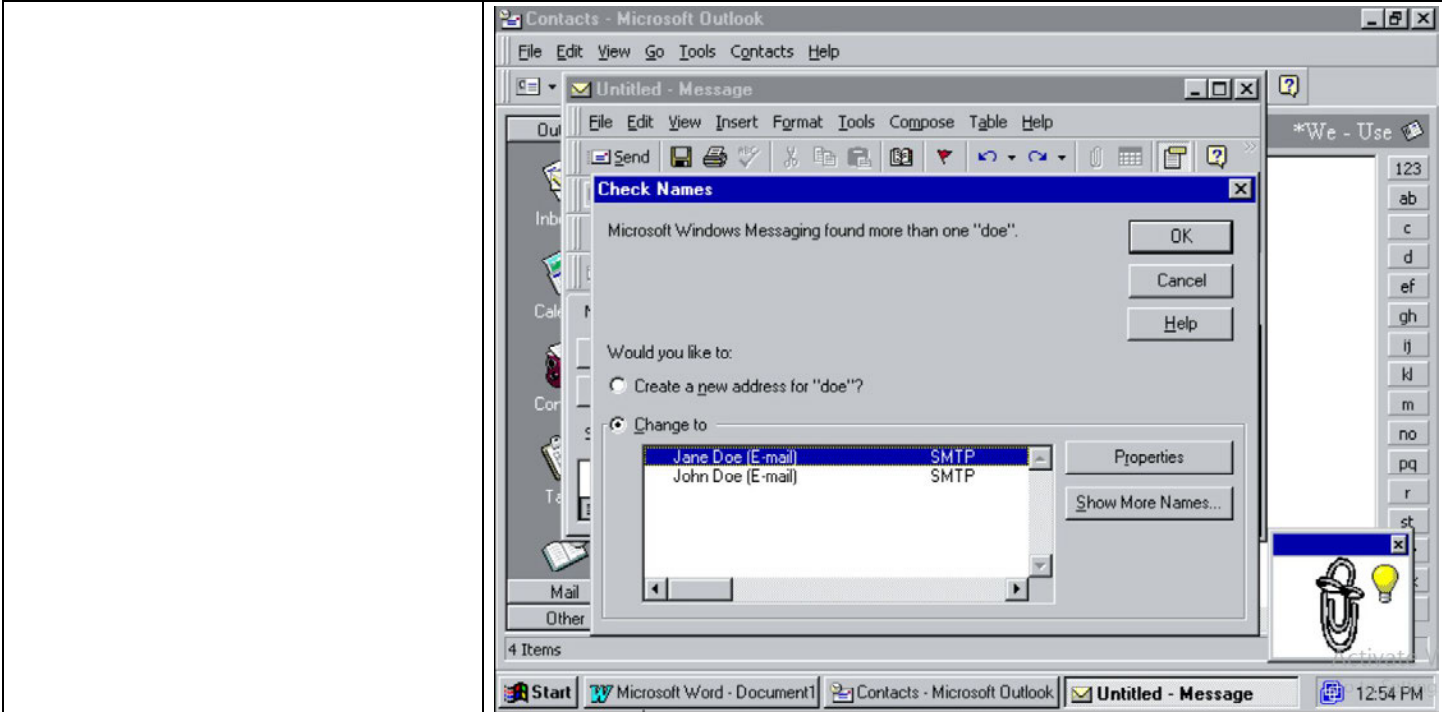 Contacts - Microsoft Outlook
File Edit View Go Tools Contacts Help
Untitled - Message
File Edit View Insert Format Tools Compose Table Help
*We - Use
Send
Check Names
Microsoft Windows Messaging found more than one "doe".
OK
Cancel
Help
Would you like to:
Create a new address for "doe"?
Change to
Jane Doe (E-mail) SMTP
John Doe (E-mail) SMTP
Properties
Show More Names...
123
ab
c
d
ef
gh
ij
kl
m
no
pq
r
st
Mail
Other
4 Items
Activate
Start Microsoft Word - Document1 Contacts - Microsoft Outlook Untitled - Message 12:54 PM